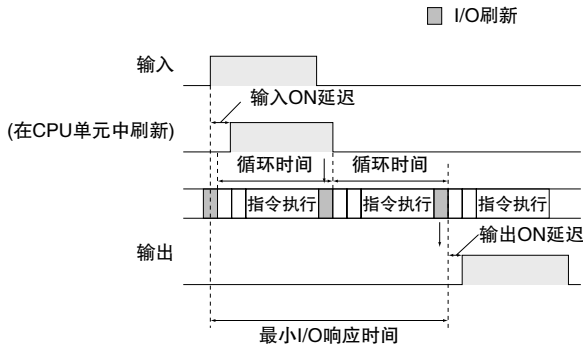 I/O刷新
输入
输入ON延迟
(在CPU单元中刷新)
循环时间 循环时间
指令执行 指令执行 指令执行
输出ON延迟
输出
最小I/O响应时间